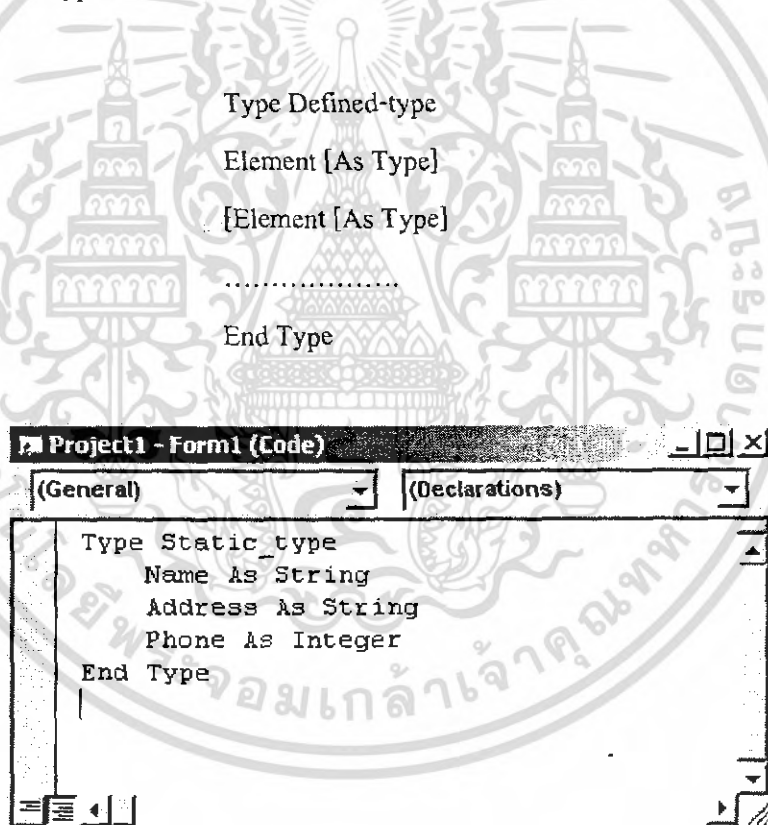 Type Defined-type
Element [As Type]
[Element [As Type]
...................
End Type
Project1 - Form1 (Code)
(General) (Declarations)
Type Static_type
Name As String
Address As String
Phone As Integer
End Type